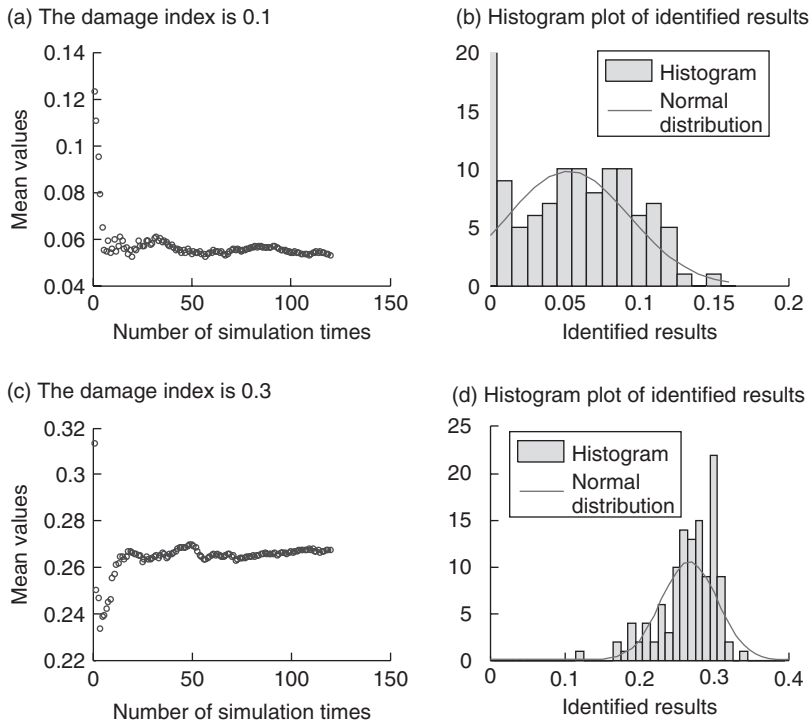 (a) The damage index is 0.1
0.14
0.12
0.1
0.08
0.06
0.04
Mean values
0
50
100
150
Number of simulation times
(b) Histogram plot of identified results
20
15
10
5
0
Histogram
Normal
distribution
0
0.05
0.1
0.15
0.2
Identified results
(c) The damage index is 0.3
0.32
0.3
0.28
0.26
0.24
0.22
Mean values
0
50
100
150
Number of simulation times
(d) Histogram plot of identified results
25
20
15
10
5
0
Histogram
Normal
distribution
0
0.1
0.2
0.3
0.4
Identified results